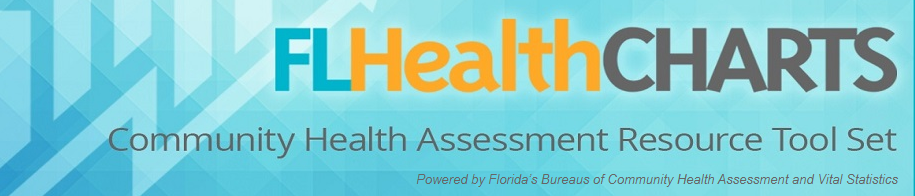 FLHealthCHARTS
Community Health Assessment Resource Tool Set
Powered by Florida's Bureaus of Community Health Assessment and Vital Statistics